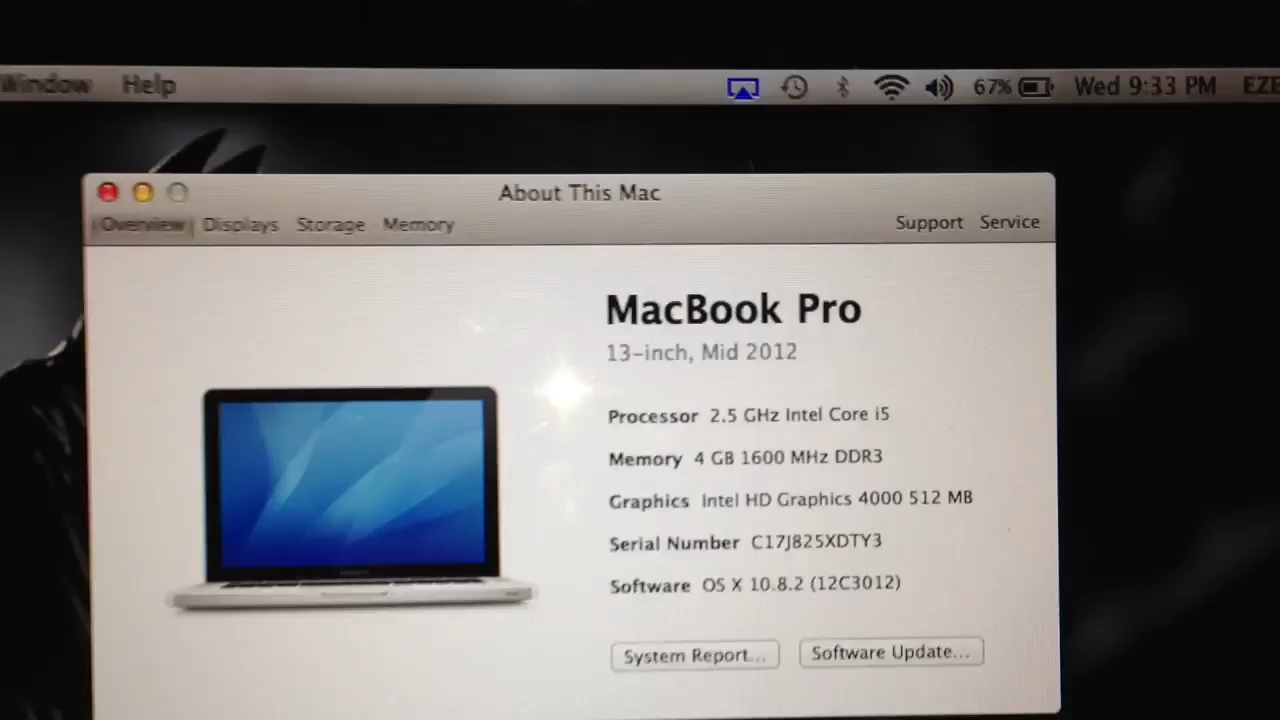 Window Help 67% Wed 9:33 PM EZE
About This Mac
Overview Displays Storage Memory Support Service
MacBook Pro
13-inch, Mid 2012
Processor 2.5 GHz Intel Core i5
Memory 4 GB 1600 MHz DDR3
Graphics Intel HD Graphics 4000 512 MB
Serial Number C17J825XDTY3
Software OS X 10.8.2 (12C3012)
System Report... Software Update...